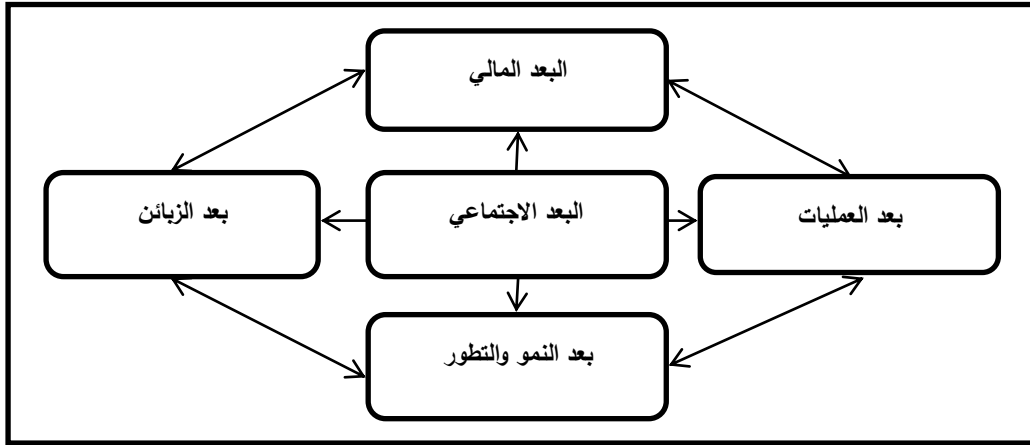 البعد المالي
بعد الزبائن
البعد الاجتماعي
بعد العمليات
بعد النمو والتطور